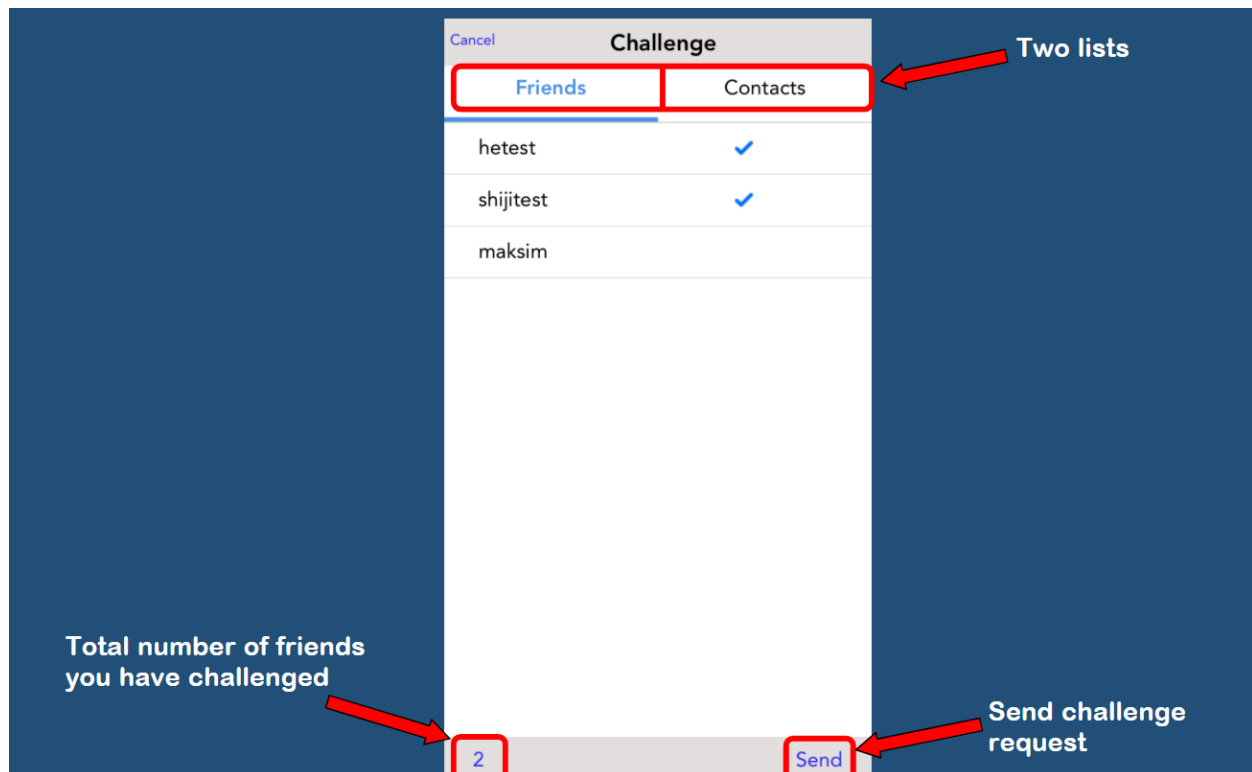 Cancel Challenge
Two lists
Friends Contacts
hetest
shijitest
maksim
Total number of friends
you have challenged
Send challenge
request
2 Send